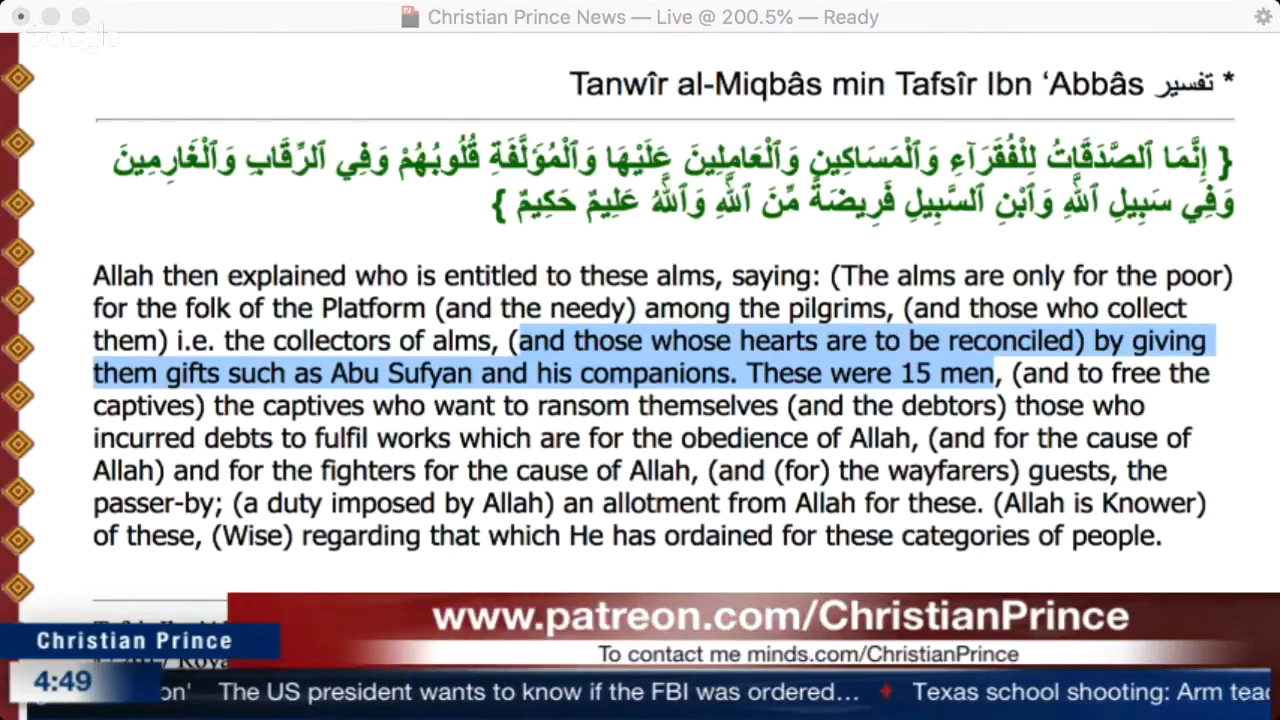 Christian Prince News — Live @ 200.5% — Ready
Google
Tanwîr al-Miqbâs min Tafsîr Ibn ‘Abbâs تفسير *
{ إِنَّمَا ٱلصَّدَقَاتُ لِلْفُقَرَآءِ وَٱلْمَسَاكِينِ وَٱلْعَامِلِينَ عَلَيْهَا وَٱلْمُؤَلَّفَةِ قُلُوبُهُمْ وَفِي ٱلرِّقَابِ وَٱلْغَارِمِينَ
وَفِي سَبِيلِ ٱللَّهِ وَٱبْنِ ٱلسَّبِيلِ فَرِيضَةً مِّنَ ٱللَّهِ وَٱللَّهُ عَلِيمٌ حَكِيمٌ }
Allah then explained who is entitled to these alms, saying: (The alms are only for the poor)
for the folk of the Platform (and the needy) among the pilgrims, (and those who collect
them) i.e. the collectors of alms, (and those whose hearts are to be reconciled) by giving
them gifts such as Abu Sufyan and his companions. These were 15 men, (and to free the
captives) the captives who want to ransom themselves (and the debtors) those who
incurred debts to fulfil works which are for the obedience of Allah, (and for the cause of
Allah) and for the fighters for the cause of Allah, (and (for) the wayfarers) guests, the
passer-by; (a duty imposed by Allah) an allotment from Allah for these. (Allah is Knower)
of these, (Wise) regarding that which He has ordained for these categories of people.
www.patreon.com/ChristianPrince
Christian Prince
To contact me minds.com/ChristianPrince
4:49
on' The US president wants to know if the FBI was ordered... Texas school shooting: Arm